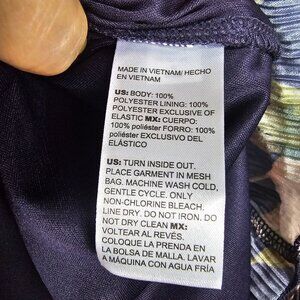 MADE IN VIETNAM/ HECHO
EN VIETNAM
US: BODY: 100%
POLYESTER LINING: 100%
POLYESTER EXCLUSIVE OF
ELASTIC MX: CUERPO:
100% poliéster FORRO: 100%
poliéster EXCLUSIVO DEL
ELÁSTICO
US: TURN INSIDE OUT.
PLACE GARMENT IN MESH
BAG. MACHINE WASH COLD,
GENTLE CYCLE. ONLY
NON-CHLORINE BLEACH.
LINE DRY. DO NOT IRON. DO
NOT DRY CLEAN MX:
VOLTEAR AL REVÉS.
COLOQUE LA PRENDA EN
LA BOLSA DE MALLA. LAVAR
A MÁQUINA CON AGUA FRÍA